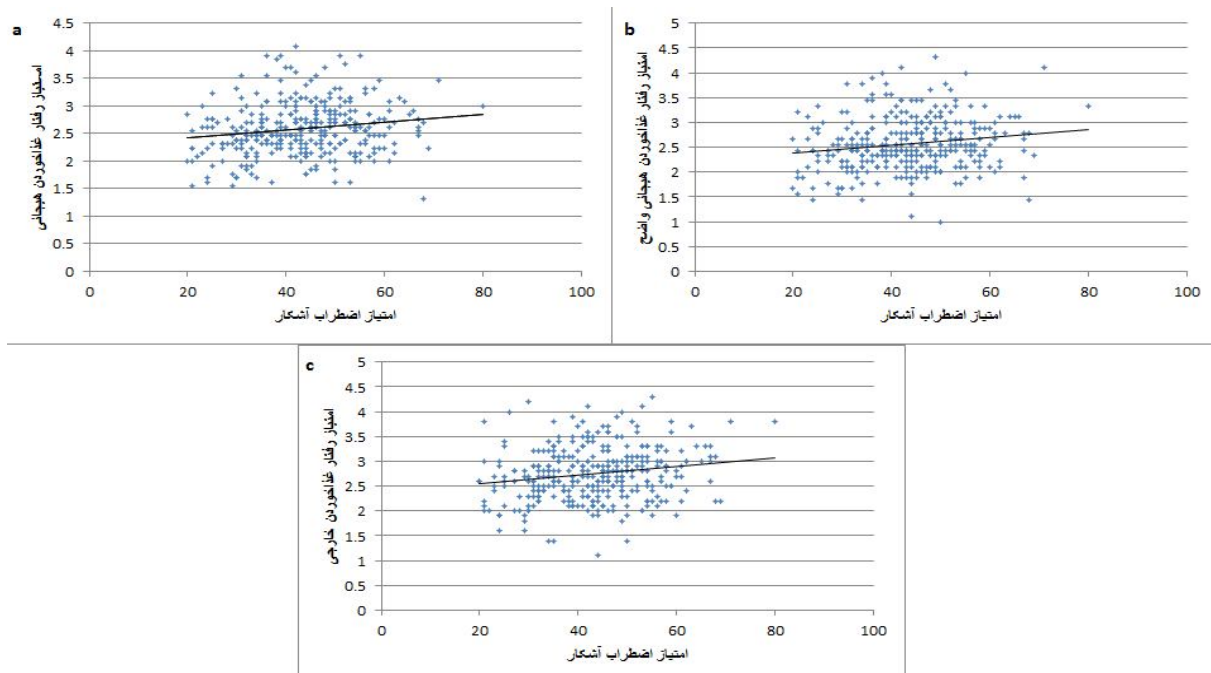 a
امتیاز رفتار غذاخوردن هیجانی
4.5
4
3.5
3
2.5
2
1.5
1
0.5
0
0 20 40 60 80 100
امتیاز اضطراب آشکار
b
امتیاز رفتار غذاخوردن هیجانی واضح
5
4.5
4
3.5
3
2.5
2
1.5
1
0.5
0
0 20 40 60 80 100
امتیاز اضطراب آشکار
c
امتیاز رفتار غذاخوردن خارجی
5
4.5
4
3.5
3
2.5
2
1.5
1
0.5
0
0 20 40 60 80 100
امتیاز اضطراب آشکار